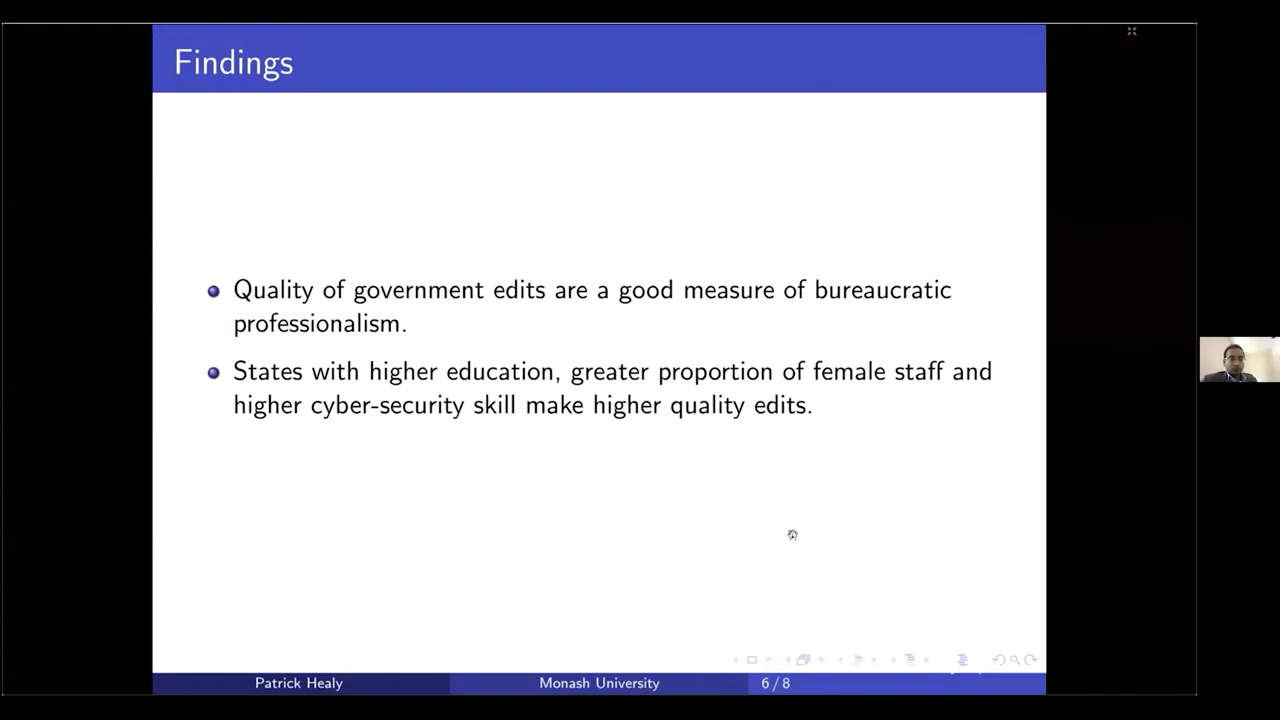 Findings
Quality of government edits are a good measure of bureaucratic
professionalism.
States with higher education, greater proportion of female staff and
higher cyber-security skill make higher quality edits.
Patrick Healy
Monash University
6 / 8